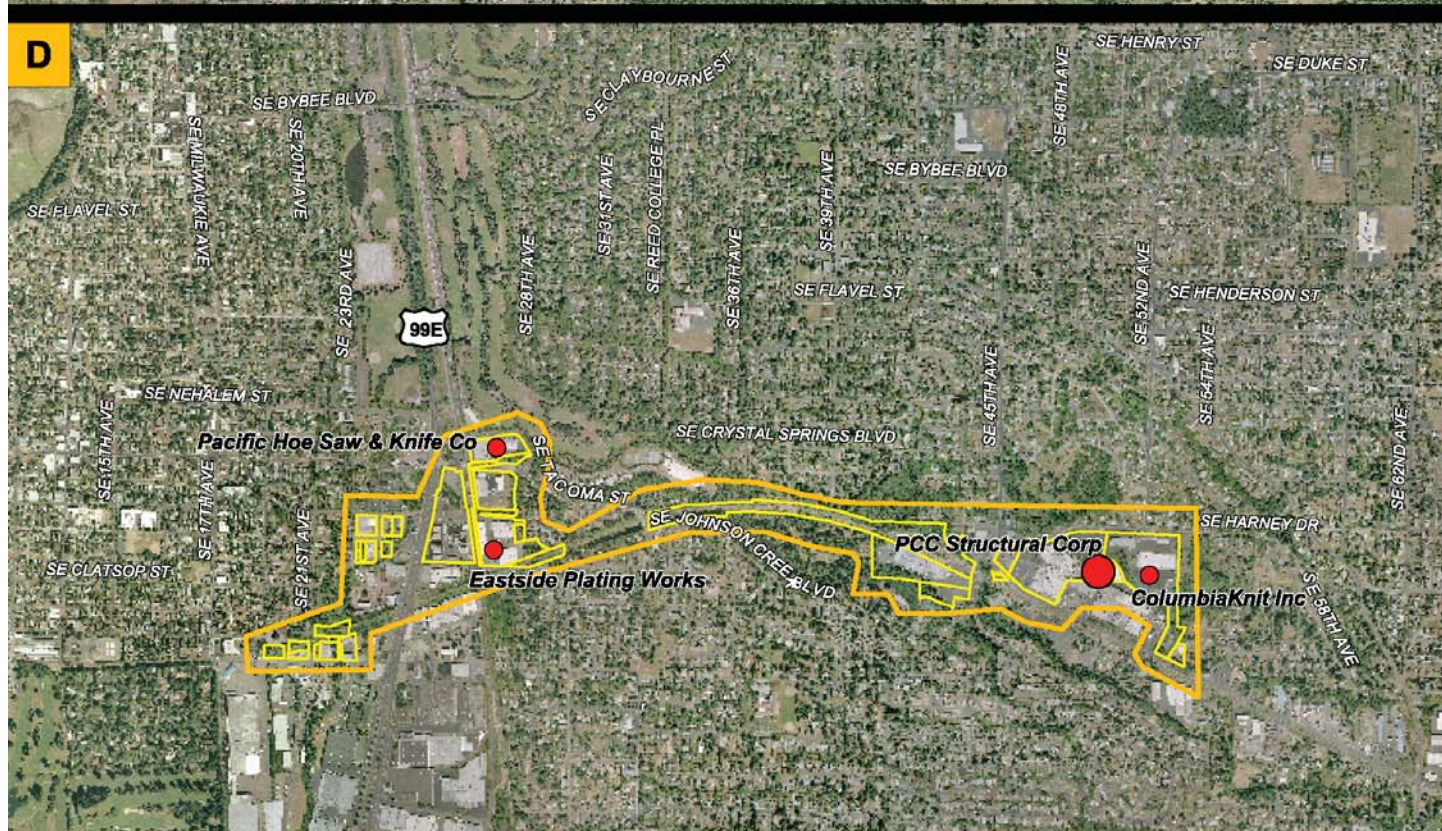 D
SE HENRY ST
SE DUKE ST
SE CLAYBOURNE ST
SE BYBEE BLVD
SE 48TH AVE
SE MILWAUKIE AVE
SE 20TH AVE
SE 31ST AVE
SE REED COLLEGE PL
SE 39TH AVE
SE BYBEE BLVD
SE FLAVEL ST
SE 23RD AVE
SE 28TH AVE
SE 36TH AVE
SE FLAVEL ST
SE 52ND AVE
SE HENDERSON ST
99E
SE 45TH AVE
SE 54TH AVE
SE NEHALEM ST
SE 15TH AVE
SE 62ND AVE
Pacific Hoe Saw & Knife Co
SE CRYSTAL SPRINGS BLVD
SE TACOMA ST
SE 17TH AVE
SE 21ST AVE
SE JOHNSON CREE BLVD
SE HARNEY DR
PCC Structural Corp
SE CLATSOP ST
Eastside Plating Works
ColumbiaKnit Inc
SE 58TH AVE